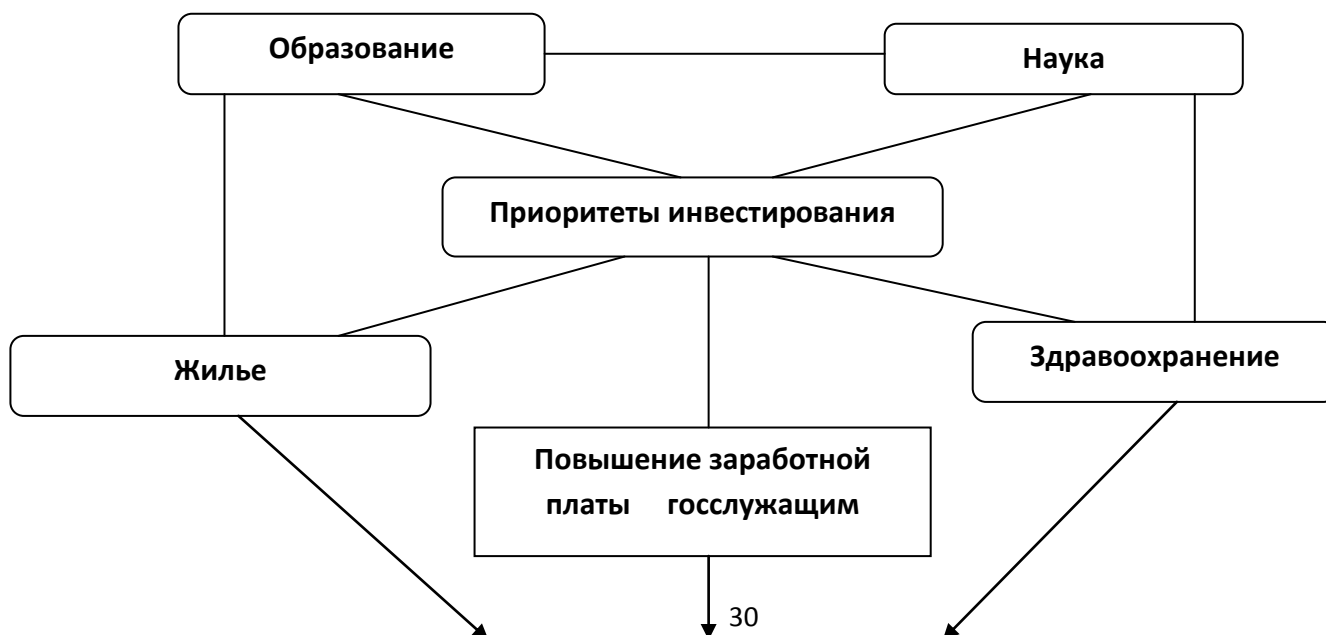 Образование
Наука
Приоритеты инвестирования
Жилье
Здравоохранение
Повышение заработной
платы госслужащим
30